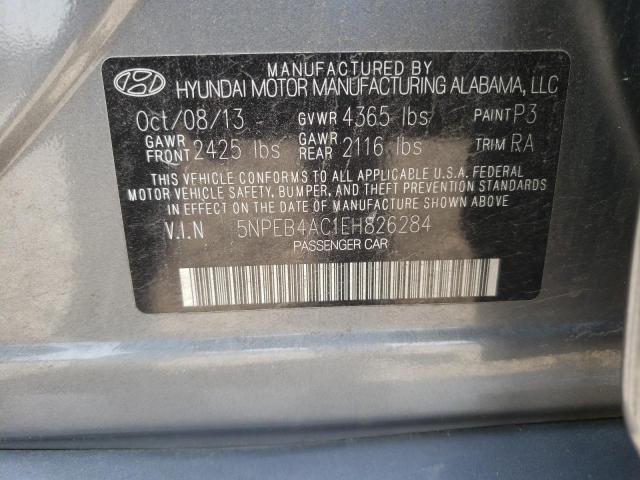 MANUFACTURED BY
HYUNDAI MOTOR MANUFACTURING ALABAMA, LLC
Oct/08/13 GVWR 4365 lbs PAINT P3
GAWR FRONT 2425 lbs GAWR REAR 2116 lbs TRIM RA
THIS VEHICLE CONFORMS TO ALL APPLICABLE U.S.A. FEDERAL
MOTOR VEHICLE SAFETY, BUMPER, AND THEFT PREVENTION STANDARDS
IN EFFECT ON THE DATE OF MANUFACTURE SHOWN ABOVE
V.I.N 5NPEB4AC1EH826284
PASSENGER CAR